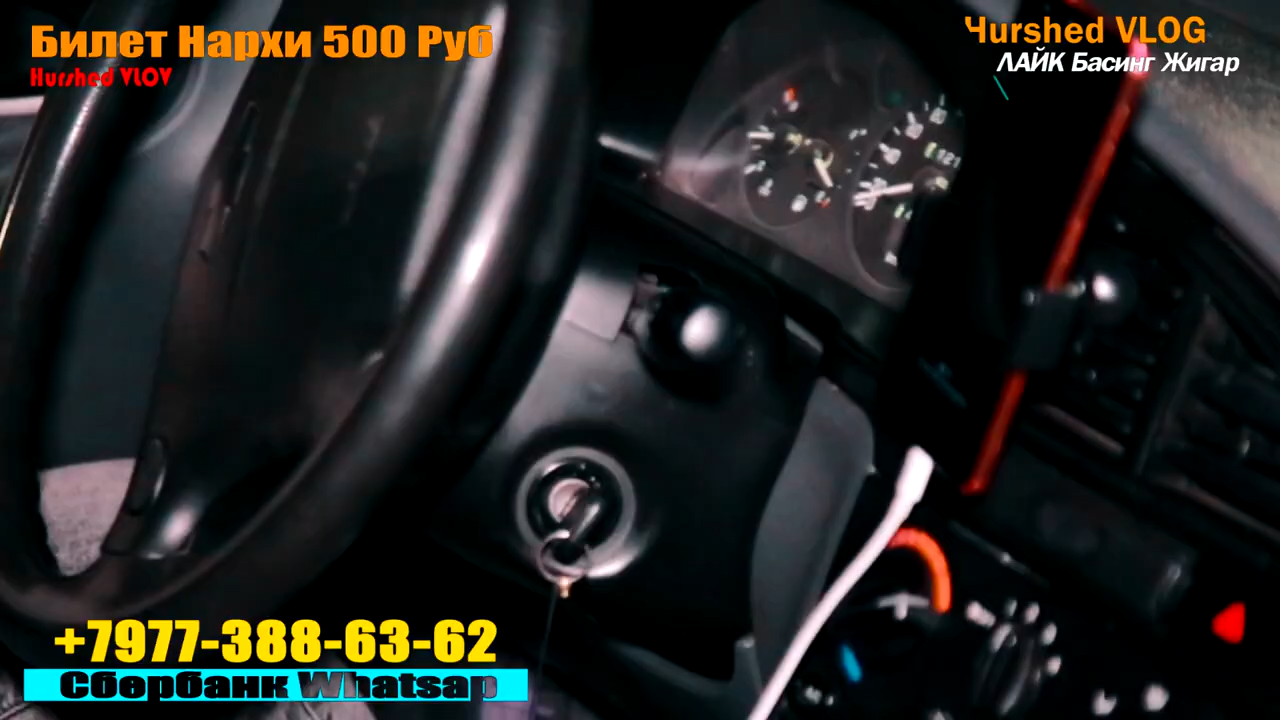 Билет Нархи 500 Руб
Hurshed VLOV
Чurshed VLOG
ЛАЙК Басинг Жигар
+7977-388-63-62
Сбербанк Whatsap